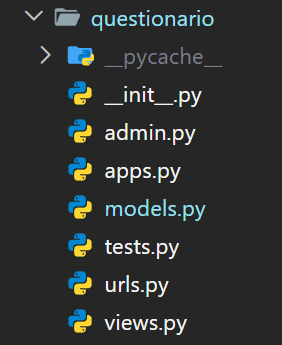 questionario
__pycache__
__init__.py
admin.py
apps.py
models.py
tests.py
urls.py
views.py